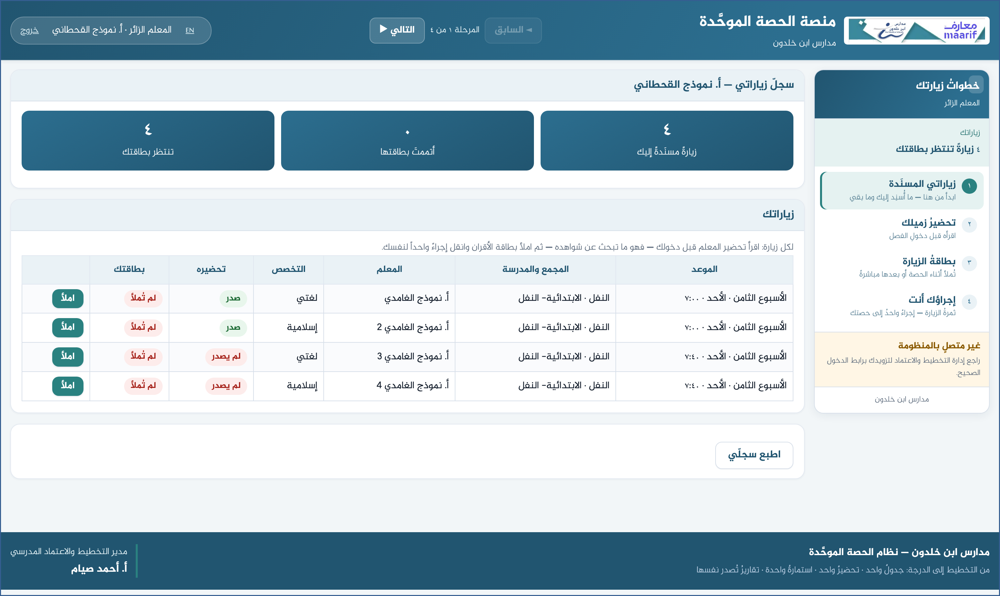 معارف
maarif
مدارس
ابن خلدون
منصة الحصة الموحَّدة
مدارس ابن خلدون
◄ السابق
المرحلة ١ من ٤
التالي ◀
EN
المعلم الزائر · أ. نموذج القحطاني
خروج
خطواتُ زيارتك
المعلم الزائر
زياراتك
٤ زيارةً تنتظر بطاقتك
١
زياراتي المسنَدة
ابدأ من هنا — ما أُسنِد إليك وما بقي
٢
تحضيرُ زميلك
اقرأه قبل دخولِ الفصل
٣
بطاقةُ الزيارة
تُملأ أثناء الحصة أو بعدها مباشرةً
٤
إجراؤك أنت
ثمرةُ الزيارة — إجراءٌ واحدٌ إلى حصتك
غير متصلٍ بالمنظومة
راجع إدارة التخطيط والاعتماد لتزويدك برابط الدخول
الصحيح.
مدارس ابن خلدون
سجلّ زياراتي — أ. نموذج القحطاني
٤
زيارةً مسنَدةً إليك
٠
أتممتَ بطاقتها
٤
تنتظر بطاقتك
زياراتك
لكل زيارة: اقرأ تحضير المعلم قبل دخولك — فهو ما تبحث عن شواهده — ثم املأ بطاقة الأقران وانقل إجراءً واحداً لنفسك.
الموعد المجمع والمدرسة المعلم التخصص تحضيره بطاقتك
الأسبوع الثامن · الأحد · ٧:٠٠ النفل · الابتدائية- النفل أ. نموذج الغامدي لغتي صدر لم تُملأ املأ
الأسبوع الثامن · الأحد · ٧:٠٠ النفل · الابتدائية- النفل أ. نموذج الغامدي 2 إسلامية صدر لم تُملأ املأ
الأسبوع الثامن · الأحد · ٧:٤٠ النفل · الابتدائية- النفل أ. نموذج الغامدي 3 لغتي لم يصدر لم تُملأ املأ
الأسبوع الثامن · الأحد · ٧:٤٠ النفل · الابتدائية- النفل أ. نموذج الغامدي 4 إسلامية لم يصدر لم تُملأ املأ
اطبع سجلّي
مدارس ابن خلدون — نظام الحصة الموحَّدة
من التخطيط إلى الدرجة: جدولٌ واحد · تحضيرٌ واحد · استمارةٌ واحدة · تقاريرُ تُصدر نفسها
مدير التخطيط والاعتماد المدرسي
أ. أحمد صيام